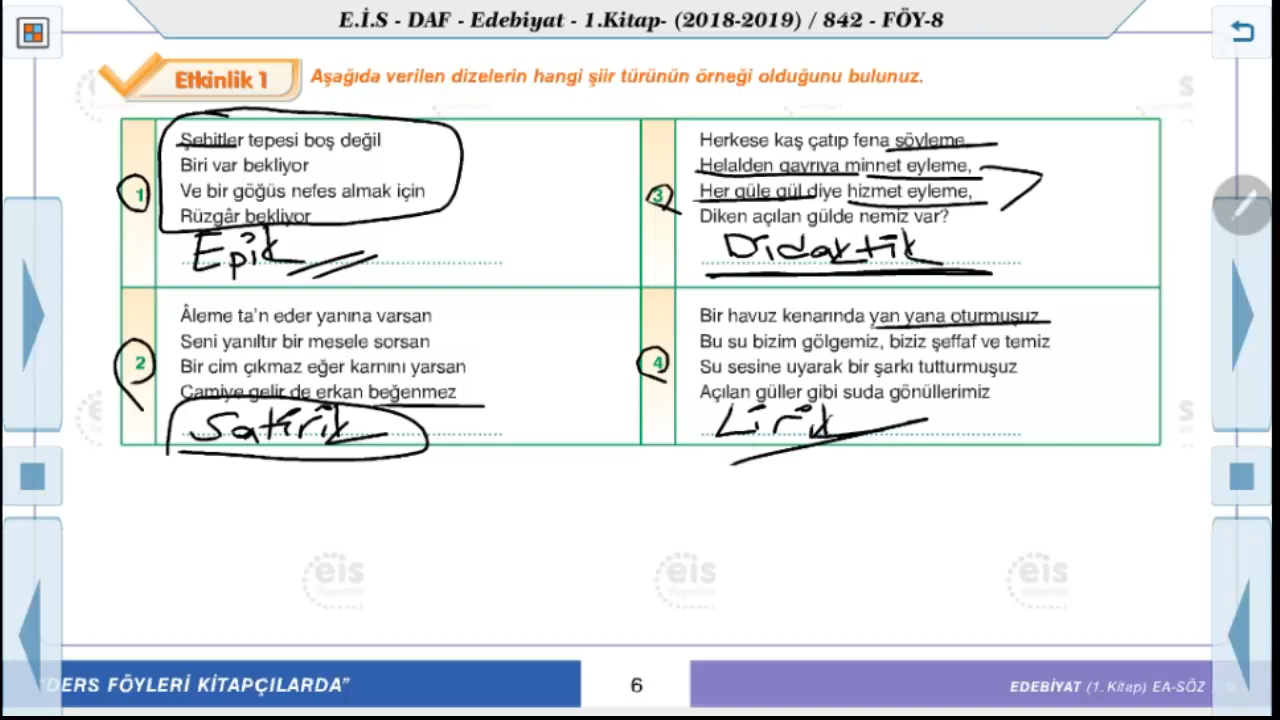 E.İ.S - DAF - Edebiyat - 1.Kitap- (2018-2019) / 842 - FÖY-8
Etkinlik 1
Aşağıda verilen dizelerin hangi şiir türünün örneği olduğunu bulunuz.
1
Şehitler tepesi boş değil
Biri var bekliyor
Ve bir göğüs nefes almak için
Rüzgâr bekliyor
Epik
2
Âleme ta'n eder yanına varsan
Seni yanıltır bir mesele sorsan
Bir cim çıkmaz eğer karnını yarsan
Camiye gelir de erkan beğenmez
Satirik
3
Herkese kaş çatıp fena söyleme,
Helalden gayrıya minnet eyleme,
Her güle gül diye hizmet eyleme,
Diken açılan gülde nemiz var?
Didaktik
4
Bir havuz kenarında yan yana oturmuşuz
Bu su bizim gölgemiz, biziz şeffaf ve temiz
Su sesine uyarak bir şarkı tutturmuşuz
Açılan güller gibi suda gönüllerimiz
Lirik
eis
eis
eis
"DERS FÖYLERİ KİTAPÇILARDA"
6
EDEBİYAT (1. Kitap) EA-SÖZ